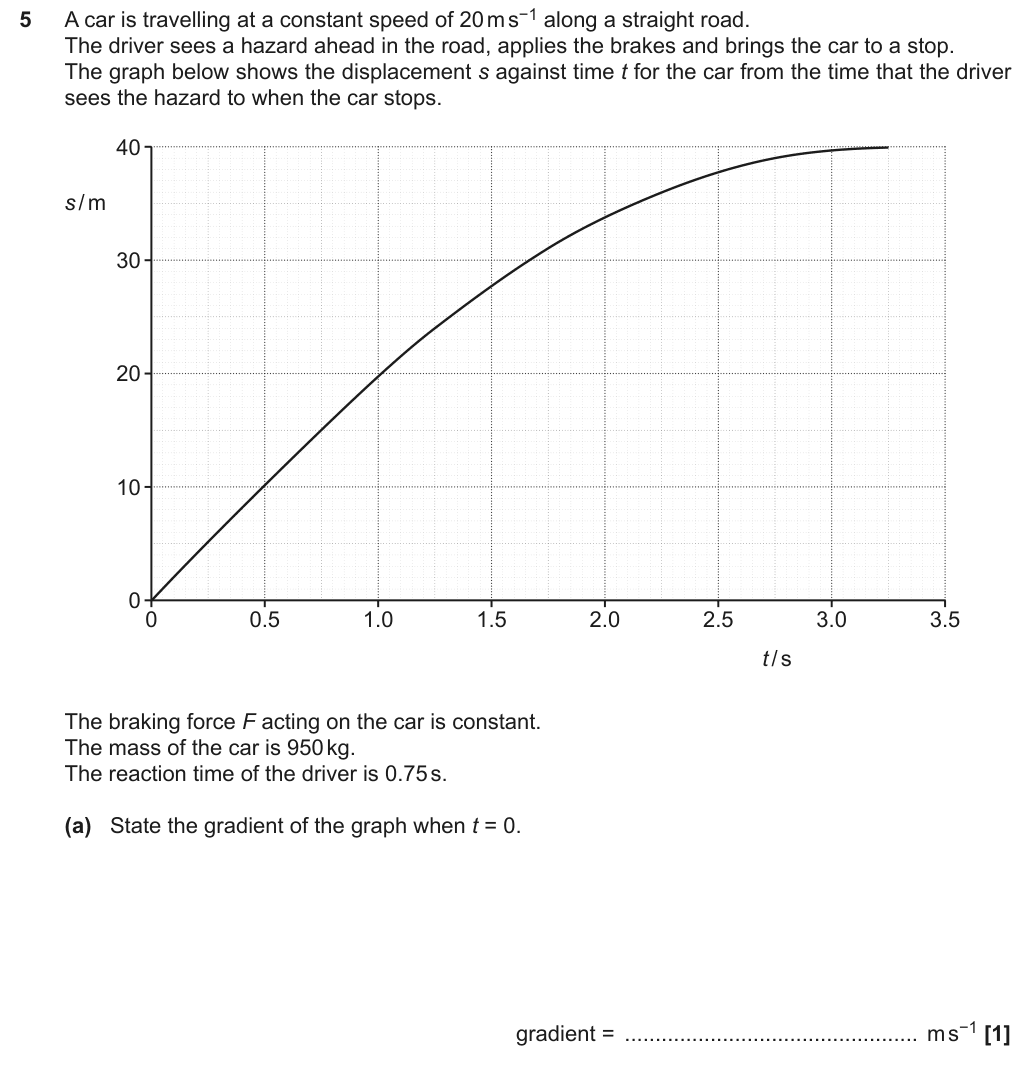 5 A car is travelling at a constant speed of 20 m s⁻¹ along a straight road.
The driver sees a hazard ahead in the road, applies the brakes and brings the car to a stop.
The graph below shows the displacement s against time t for the car from the time that the driver
sees the hazard to when the car stops.
40
s/m
30
20
10
0
0 0.5 1.0 1.5 2.0 2.5 3.0 3.5
t/s
The braking force F acting on the car is constant.
The mass of the car is 950 kg.
The reaction time of the driver is 0.75 s.
(a) State the gradient of the graph when t = 0.
gradient = ................................................ m s⁻¹ [1]